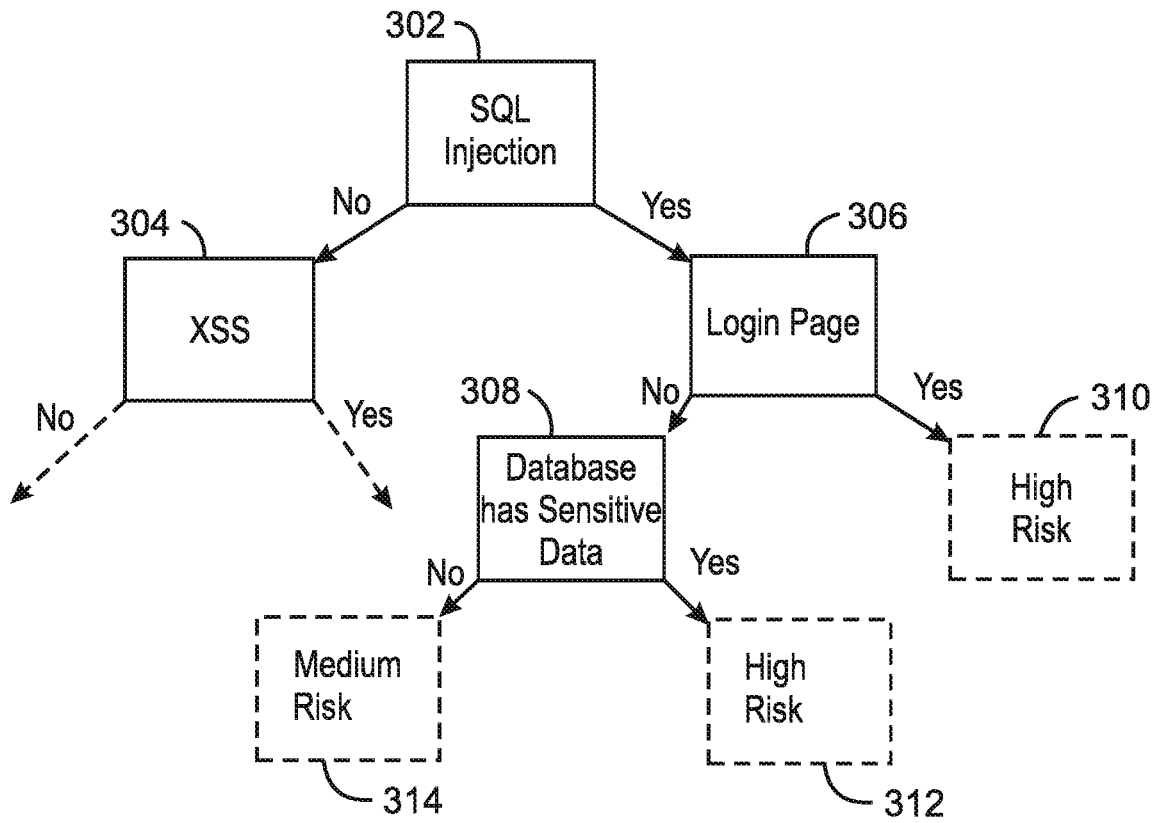 302
SQL
Injection
No
Yes
304
306
XSS
Login Page
No
Yes
308
No
Yes
310
Database
has Sensitive
Data
High
Risk
No
Yes
Medium
Risk
High
Risk
314
312